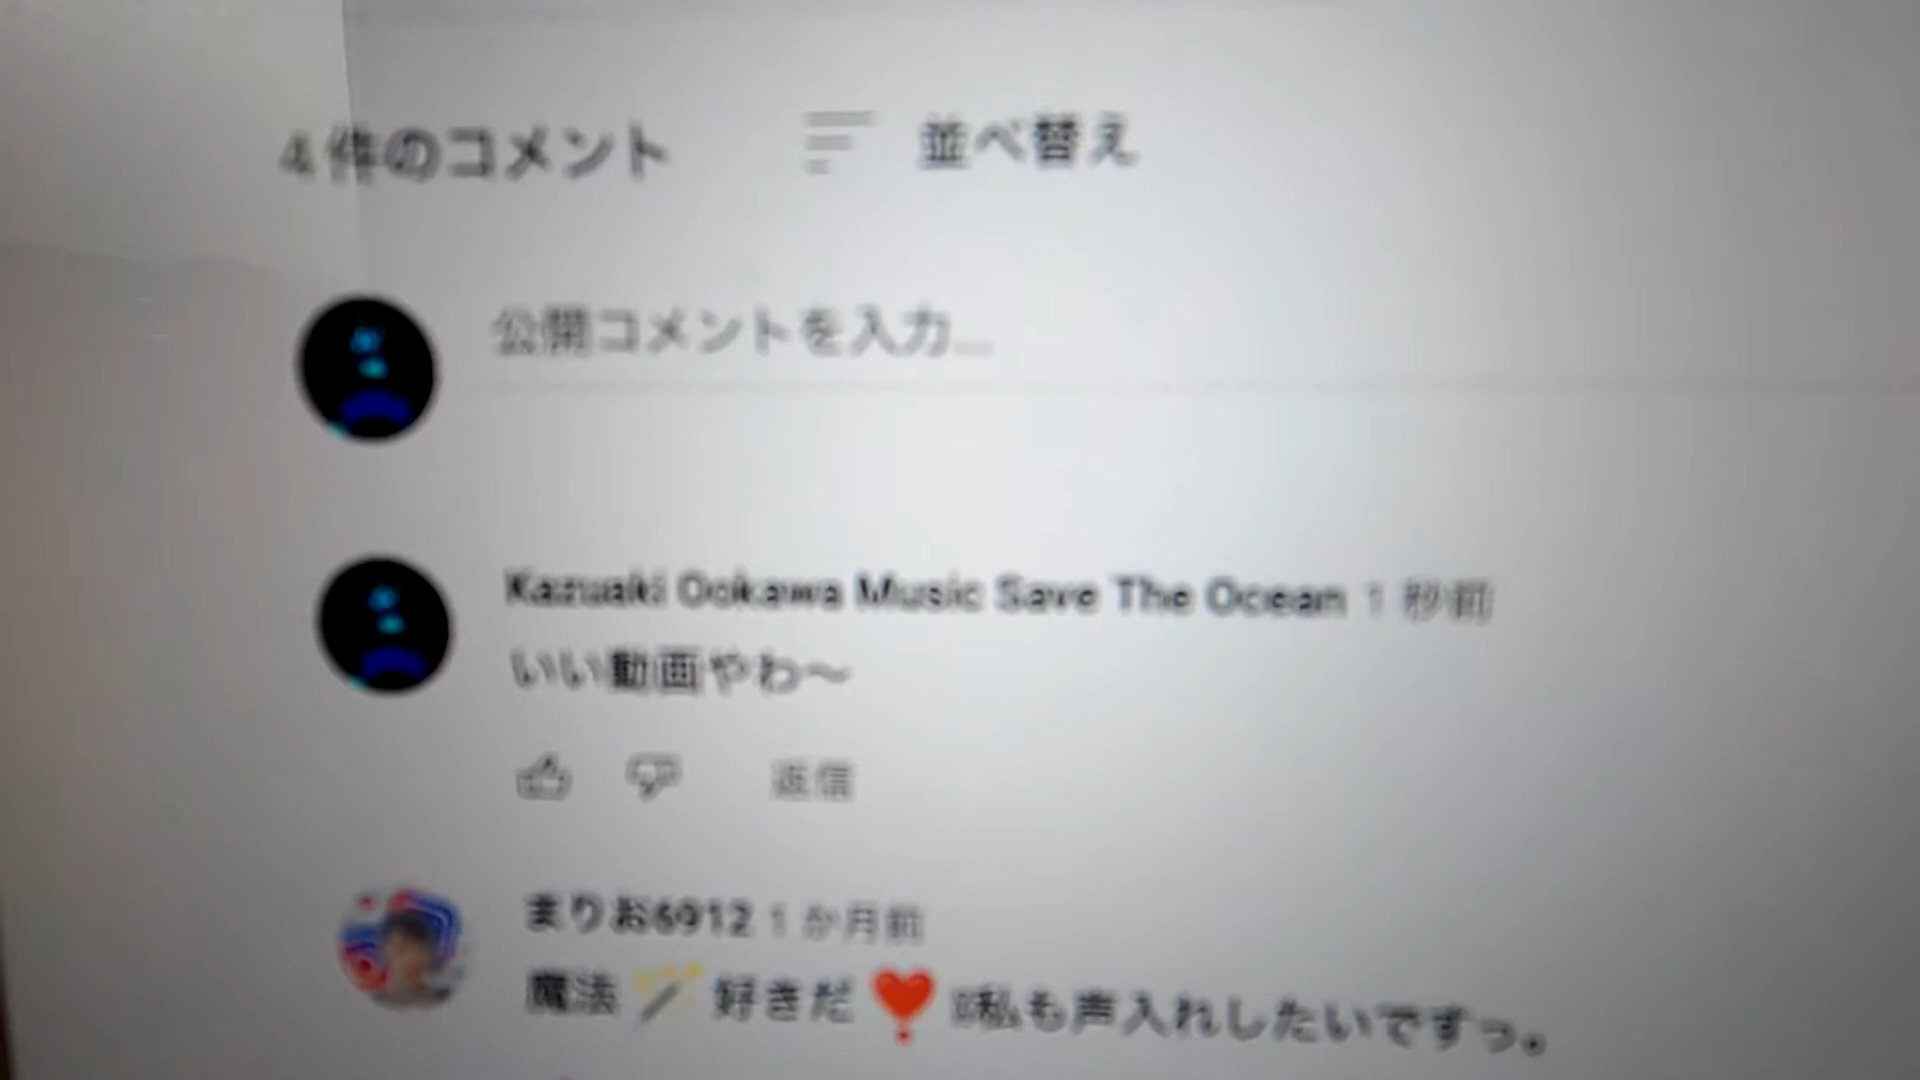 4 件のコメント
並べ替え
公開コメントを入力...
Kazuaki Ookawa Music Save The Ocean 1 秒前
いい動画やわ〜
返信
まりお6912 1 か月前
魔法🪄好きだ❣️私も声入れしたいですっ。